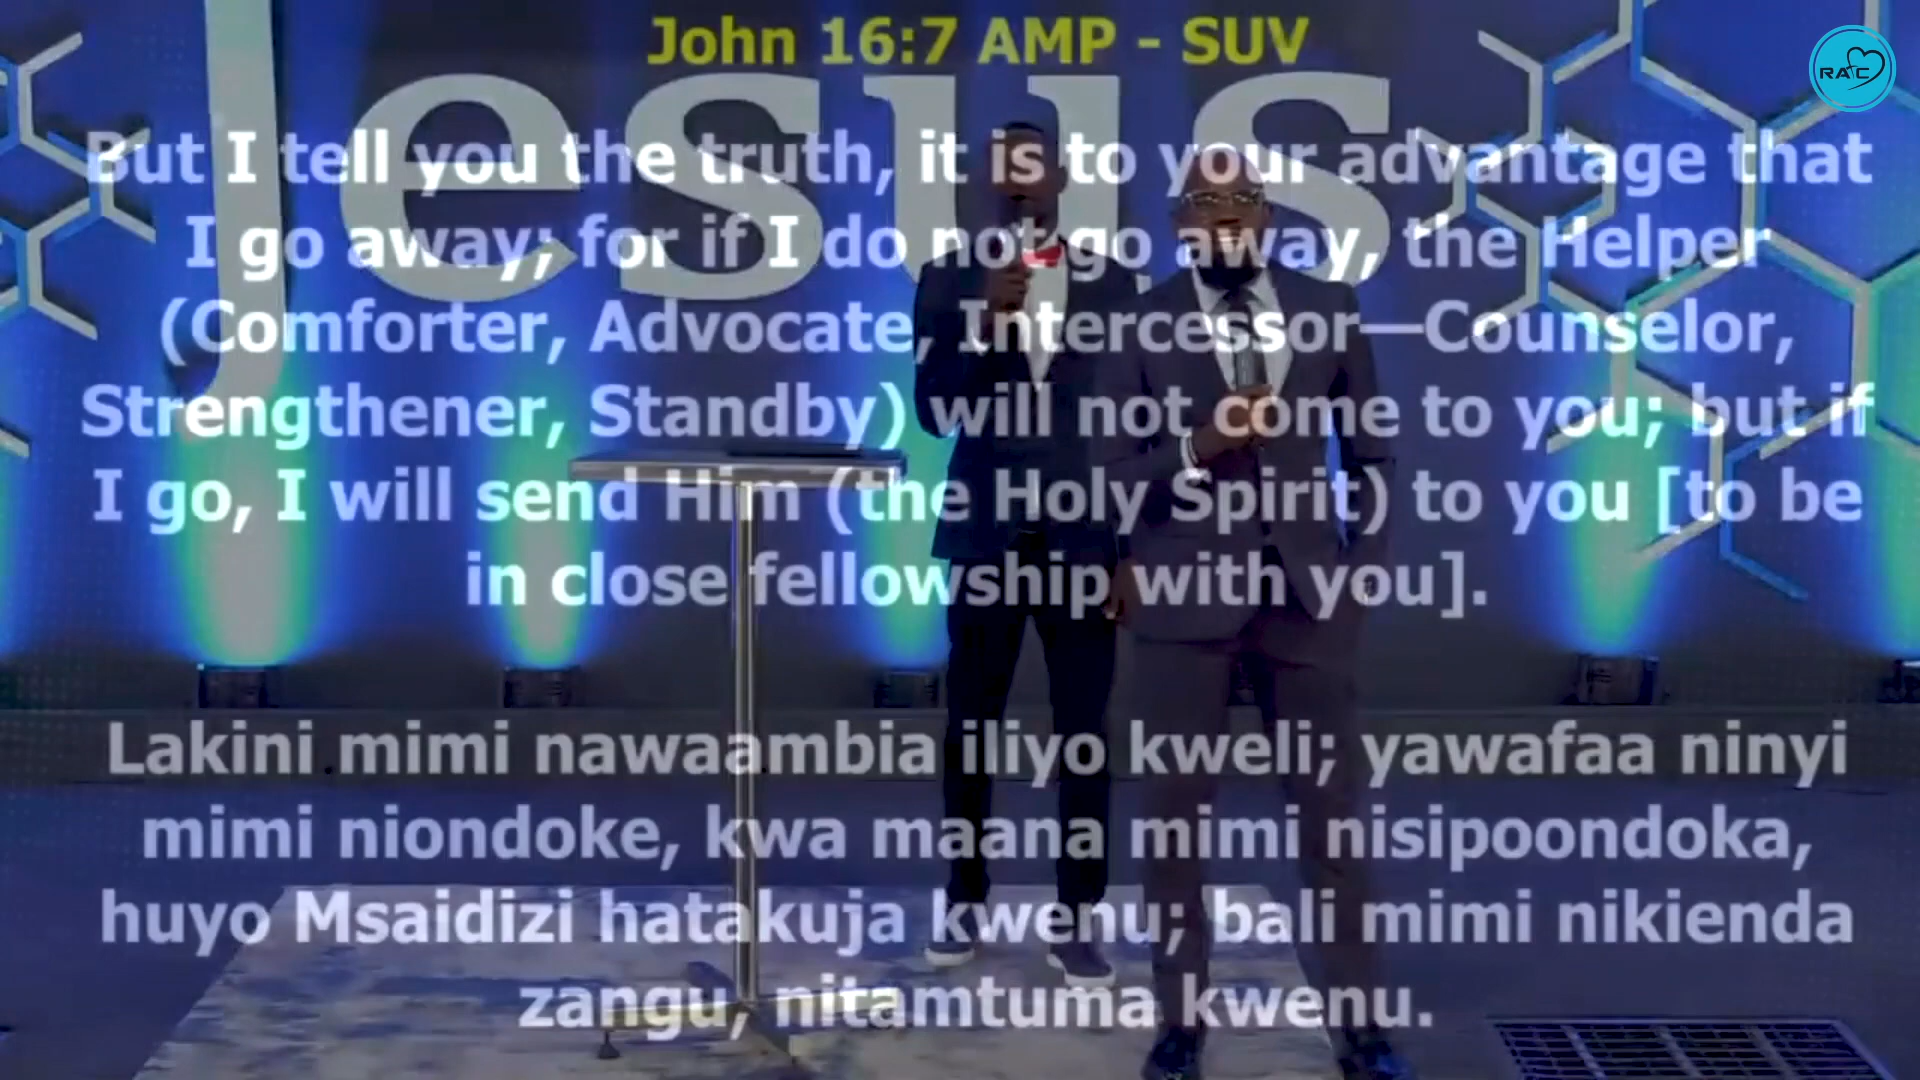 John 16:7 AMP - SUV
RATC
Jesus
But I tell you the truth, it is to your advantage that
I go away; for if I do not go away, the Helper
(Comforter, Advocate, Intercessor—Counselor,
Strengthener, Standby) will not come to you; but if
I go, I will send Him (the Holy Spirit) to you [to be
in close fellowship with you].
Lakini mimi nawaambia iliyo kweli; yawafaa ninyi
mimi niondoke, kwa maana mimi nisipoondoka,
huyo Msaidizi hatakuja kwenu; bali mimi nikienda
zangu, nitamtuma kwenu.